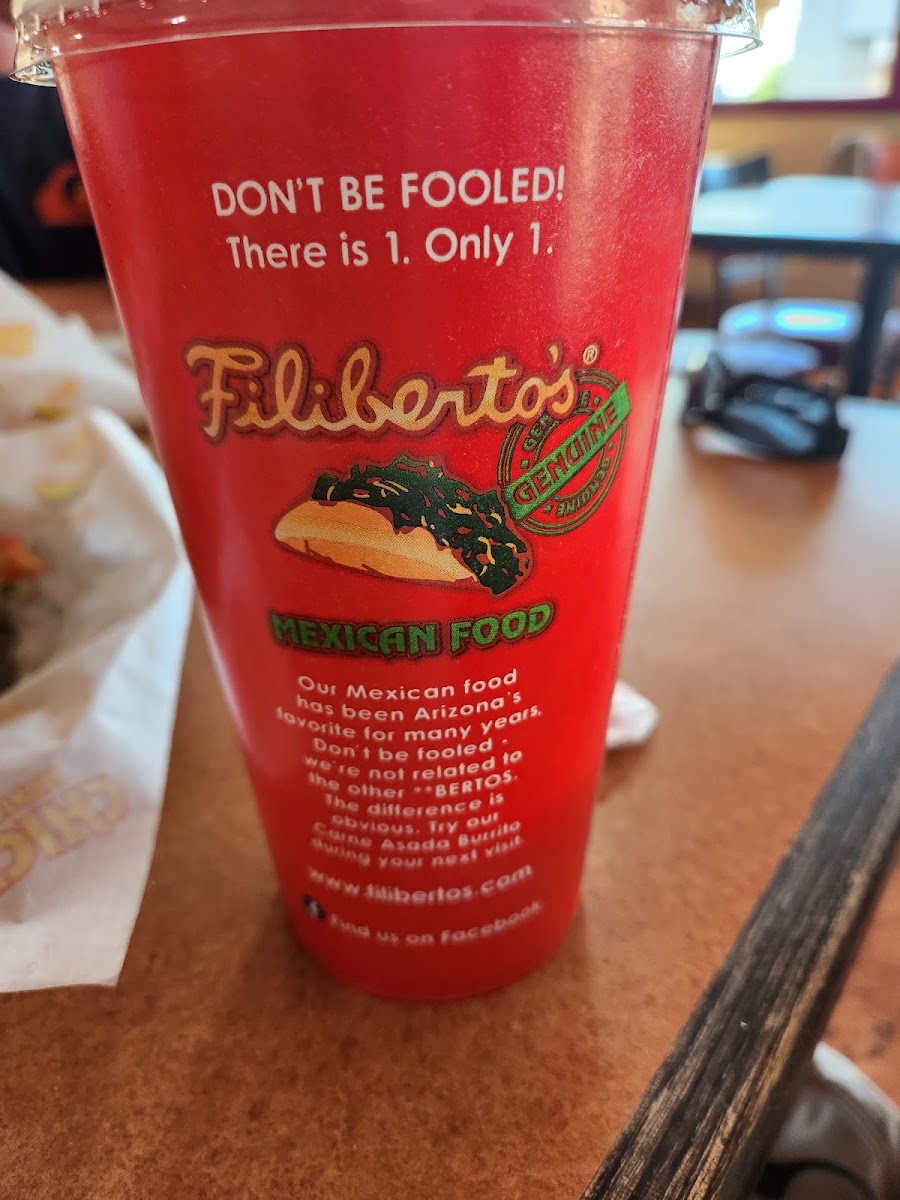 DON'T BE FOOLED!
There is 1. Only 1.
Filiberto's®
GENUINE
GENUINE
GENUINE
MEXICAN FOOD
Our Mexican food
has been Arizona's
favorite for many years.
Don't be fooled -
we're not related to
the other **BERTOS.
The difference is
obvious. Try our
Carne Asada Burrito
during your next visit.
www.filibertos.com
f Find us on Facebook